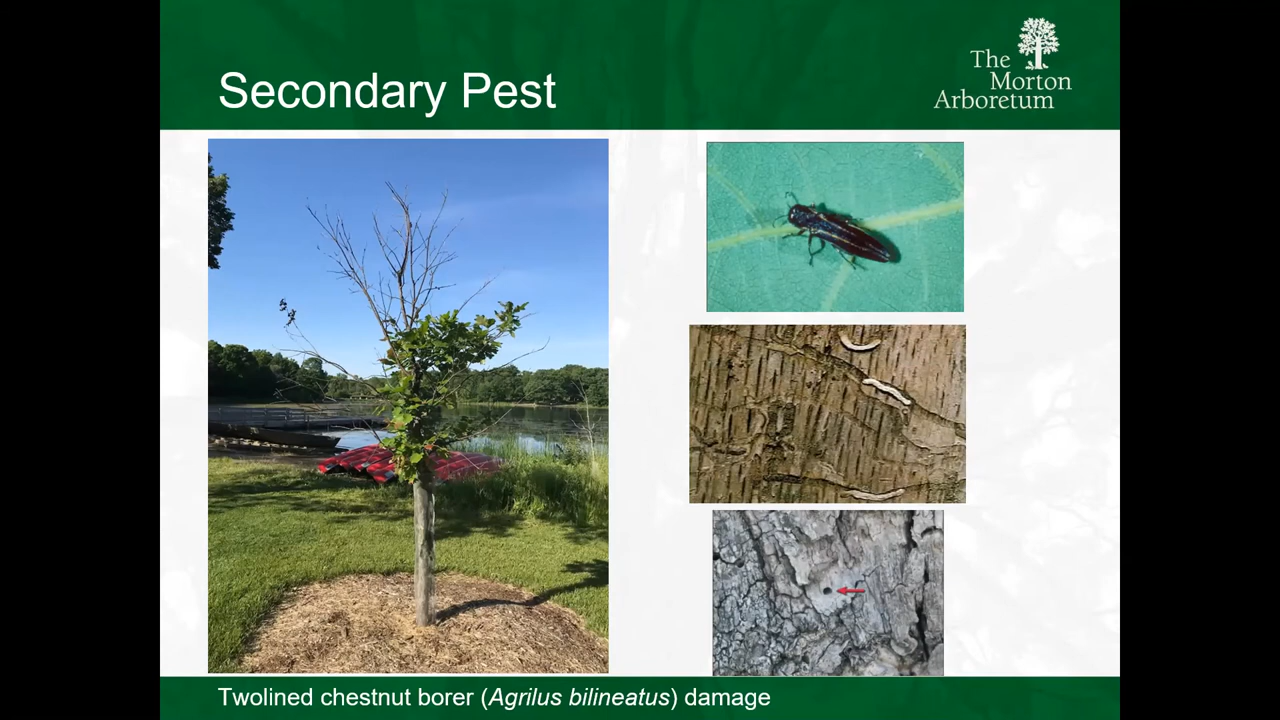 Secondary Pest
The
Morton
Arboretum
Twolined chestnut borer (Agrilus bilineatus) damage